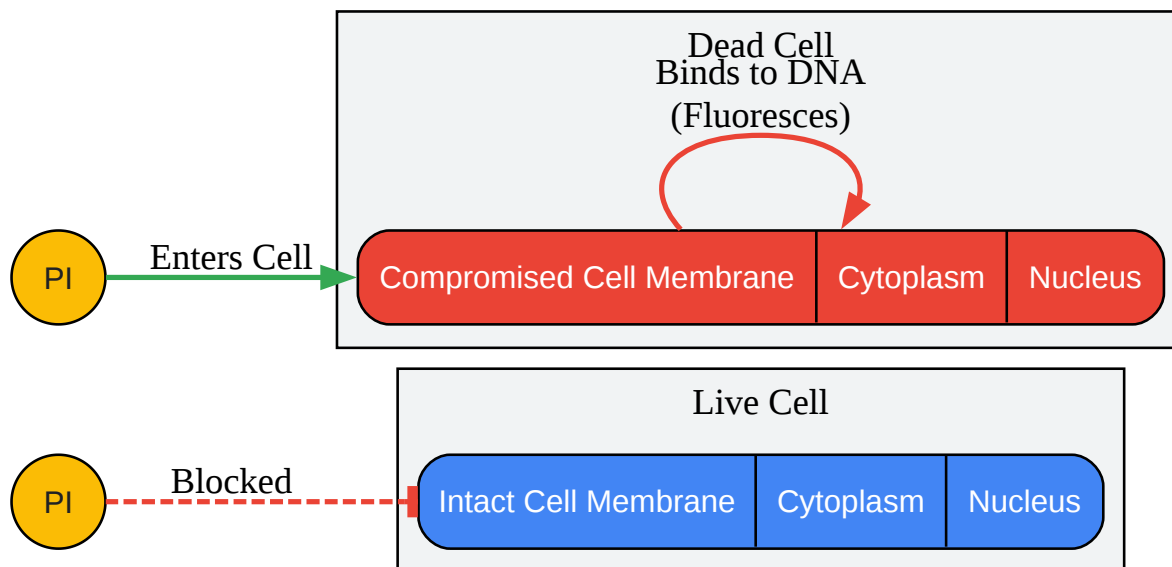 Dead Cell
Binds to DNA
(Fluoresces)
PI
Enters Cell
Compromised Cell Membrane
Cytoplasm
Nucleus
Live Cell
PI
Blocked
Intact Cell Membrane
Cytoplasm
Nucleus